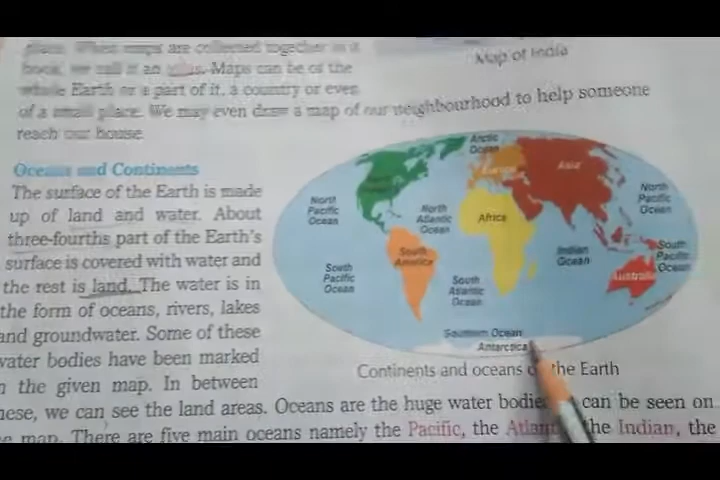 place. When maps are collected together in a
book, we call it an atlas. Maps can be of the
whole Earth or a part of it, a country or even
of a small place. We may even draw a map of our neighbourhood to help someone
reach our house.
Map of India
Oceans and Continents
The surface of the Earth is made
up of land and water. About
three-fourths part of the Earth's
surface is covered with water and
the rest is land. The water is in
the form of oceans, rivers, lakes
and groundwater. Some of these
water bodies have been marked
n the given map. In between
hese, we can see the land areas. Oceans are the huge water bodie can be seen on
e map. There are five main oceans namely the Pacific, the Atlant the Indian, the
Arctic
Ocean
Asia
North
Pacific
Ocean
North
Atlantic
Ocean
Africa
North
Pacific
Ocean
South
America
Indian
Ocean
South
Pacific
Ocean
South
Pacific
Ocean
South
Atlantic
Ocean
Australia
Southern Ocean
Antarctica
Continents and oceans o the Earth